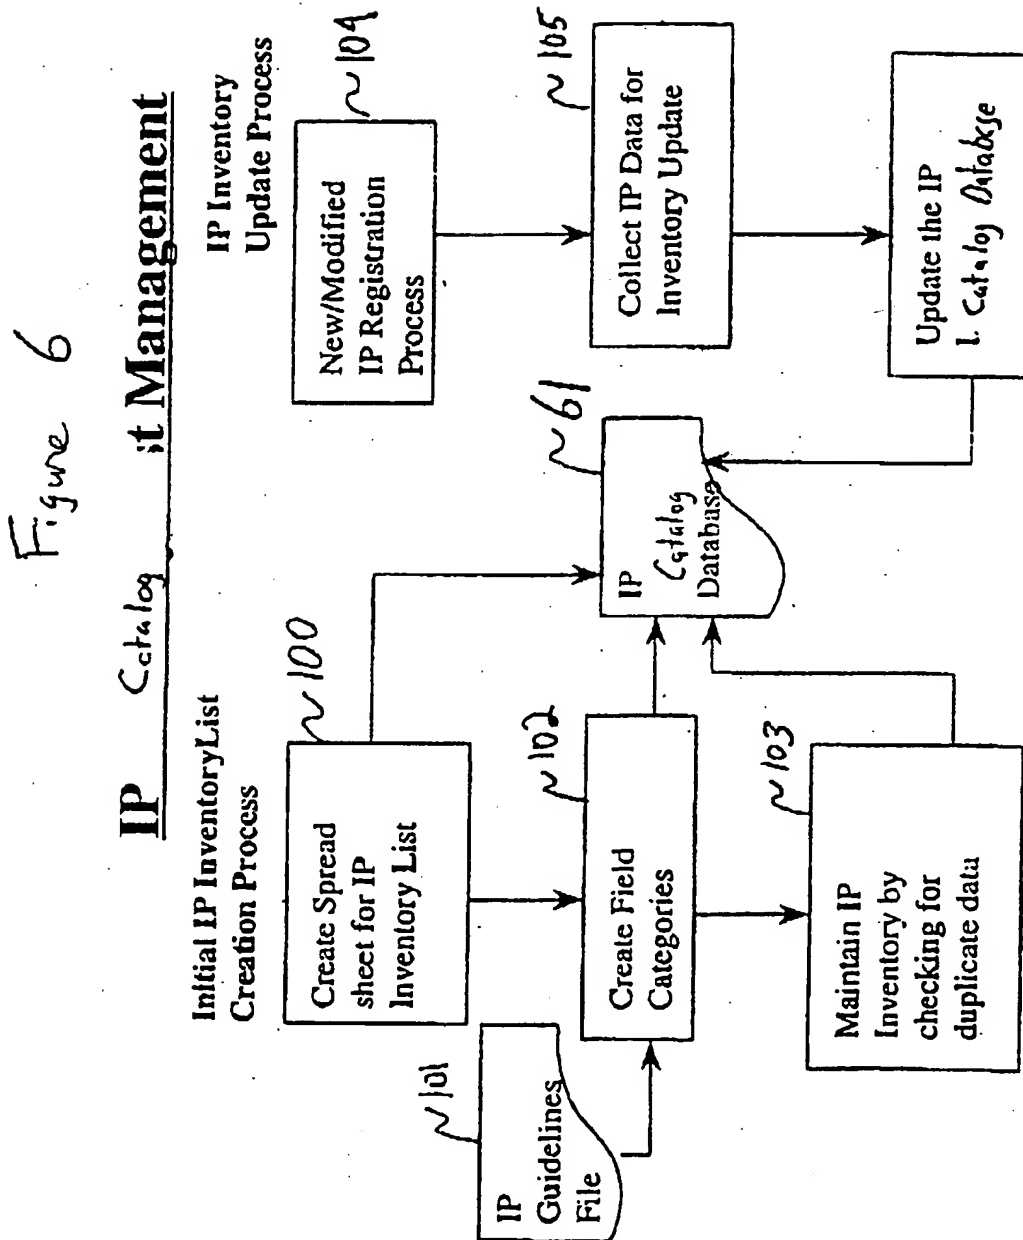 Figure 6
IP Catalog st Management
Initial IP InventoryList
Creation Process
IP Inventory
Update Process
~100
Create Spread
sheet for IP
Inventory List
~101
IP
Guidelines
File
~102
Create Field
Categories
~103
Maintain IP
Inventory by
checking for
duplicate data
~61
IP Catalog
Database
~104
New/Modified
IP Registration
Process
~105
Collect IP Data for
Inventory Update
Update the IP
I. Catalog Database